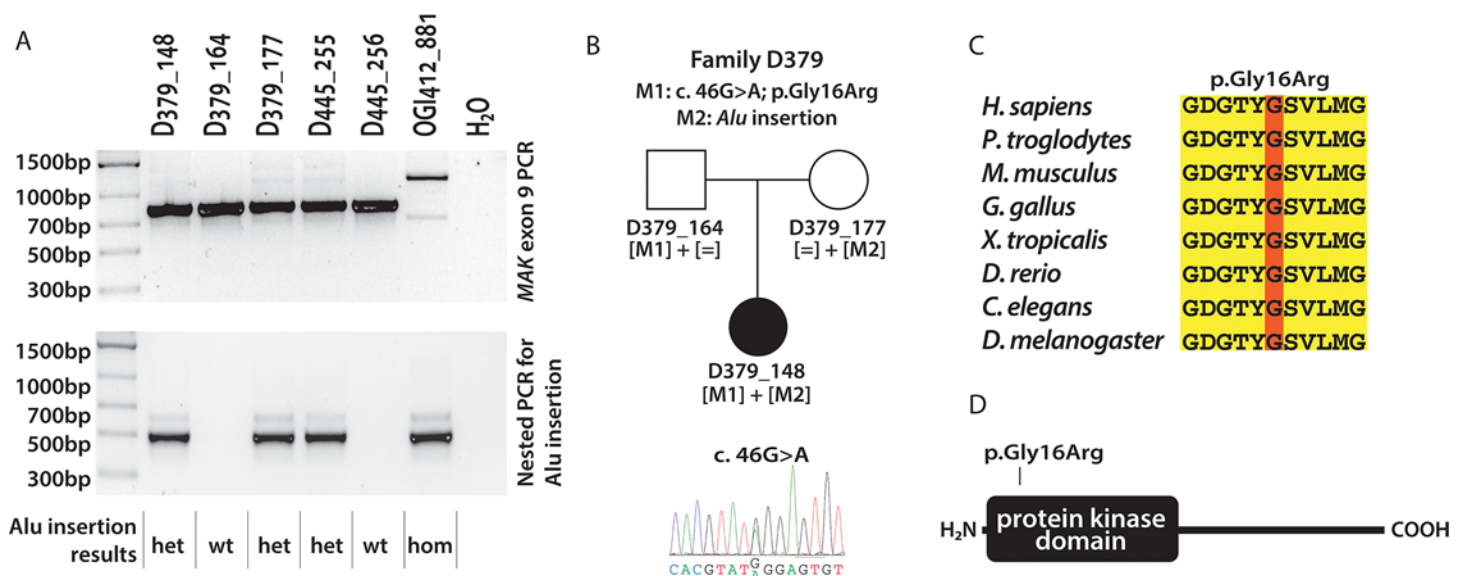 A
D379_148
D379_164
D379_177
D445_255
D445_256
OGI412_881
H₂O
1500bp
1000bp
700bp
500bp
300bp
MAK exon 9 PCR
1500bp
1000bp
700bp
500bp
300bp
Nested PCR for
Alu insertion
Alu insertion
results
het
wt
het
het
wt
hom
B
Family D379
M1: c. 46G>A; p.Gly16Arg
M2: Alu insertion
D379_164
[M1] + [=]
D379_177
[=] + [M2]
D379_148
[M1] + [M2]
c. 46G>A
CACGTATGGGAGTGT
A
C
p.Gly16Arg
H. sapiens GDGTYGSVLMG
P. troglodytes GDGTYGSVLMG
M. musculus GDGTYGSVLMG
G. gallus GDGTYGSVLMG
X. tropicalis GDGTYGSVLMG
D. rerio GDGTYGSVLMG
C. elegans GDGTYGSVLMG
D. melanogaster GDGTYGSVLMG
D
p.Gly16Arg
H₂N
protein kinase
domain
COOH